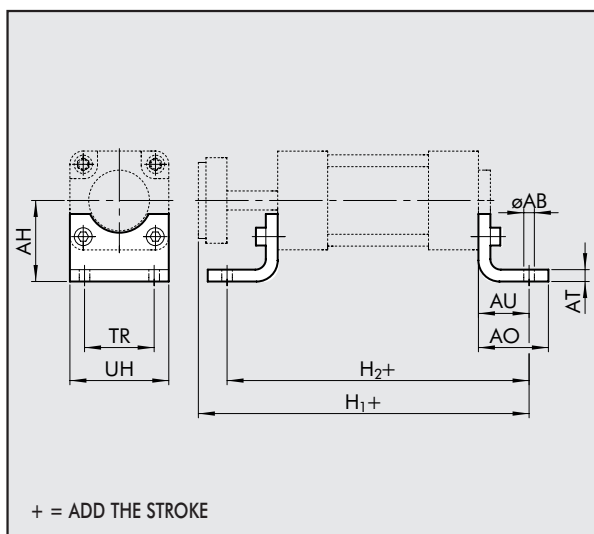 øAB
AH
AT
AU
TR
AO
UH
H₂+
H₁+
+ = ADD THE STROKE